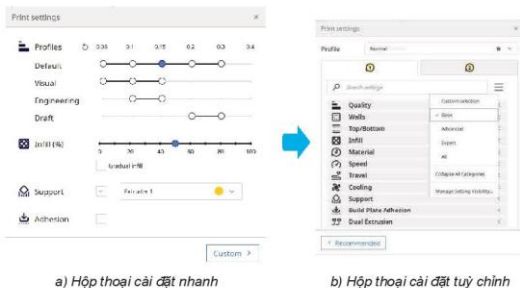 Print settings ×
Profiles 0.06 0.1 0.15 0.2 0.3 0.4
Default
Visual
Engineering
Draft
Infill (%)
0 20 40 60 80 100
Gradual infill
Support
Extruder 1
Adhesion
Custom >
a) Hộp thoại cài đặt nhanh
Print settings ×
Profile Normal
1 2
Search settings
Quality
Walls
Top/Bottom
Infill
Material
Speed
Travel
Cooling
Support
Build Plate Adhesion
Dual Extrusion
Custom selection
Basic
Advanced
Expert
All
Collapse All Categories
Manage Setting Visibility...
< Recommended
b) Hộp thoại cài đặt tuỳ chỉnh